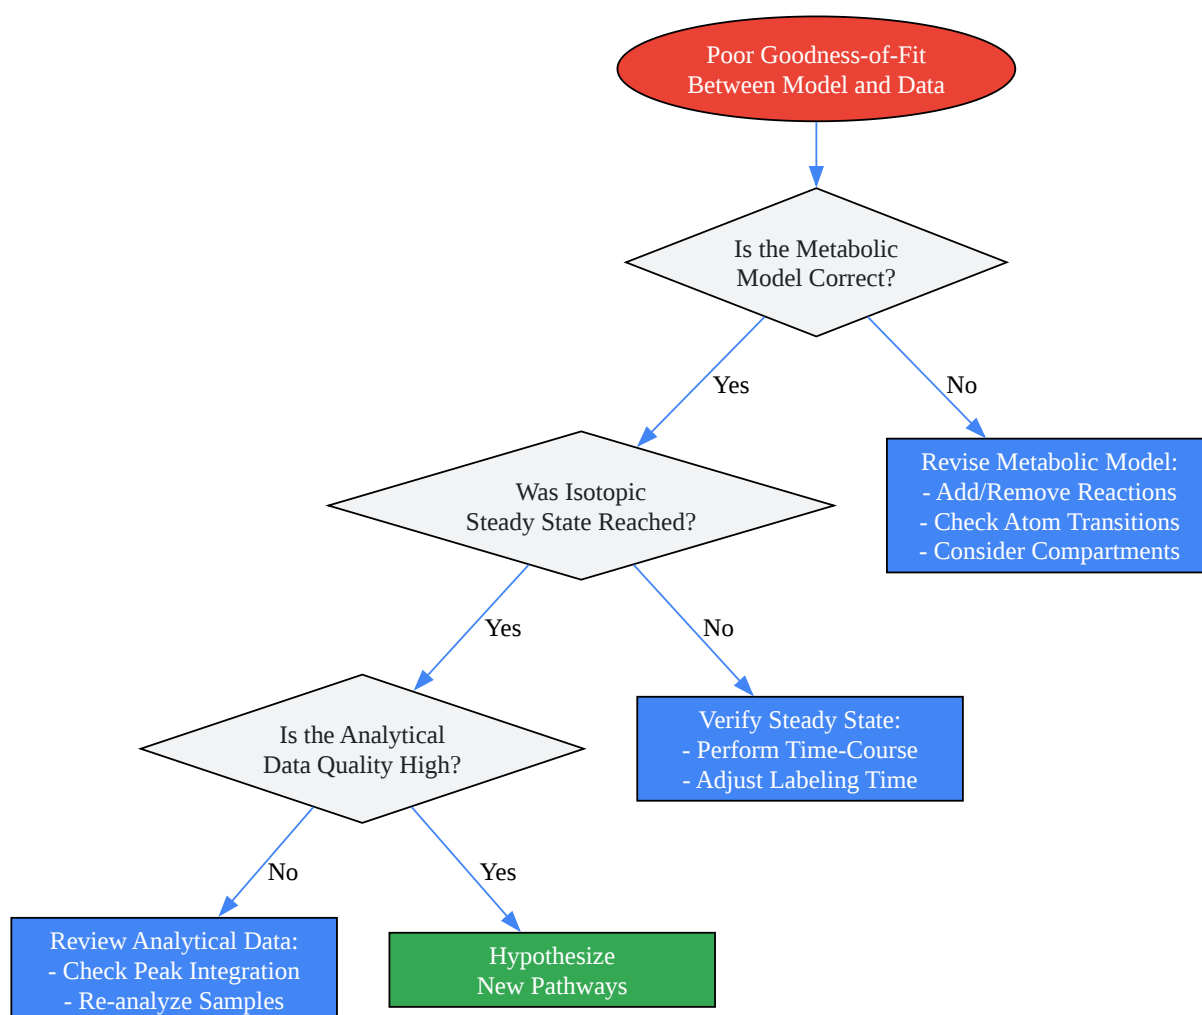 Poor Goodness-of-Fit
Between Model and Data
Is the Metabolic
Model Correct?
Yes
No
Revise Metabolic Model:
- Add/Remove Reactions
- Check Atom Transitions
- Consider Compartments
Was Isotopic
Steady State Reached?
Yes
No
Verify Steady State:
- Perform Time-Course
- Adjust Labeling Time
Is the Analytical
Data Quality High?
No
Yes
Review Analytical Data:
- Check Peak Integration
- Re-analyze Samples
Hypothesize
New Pathways